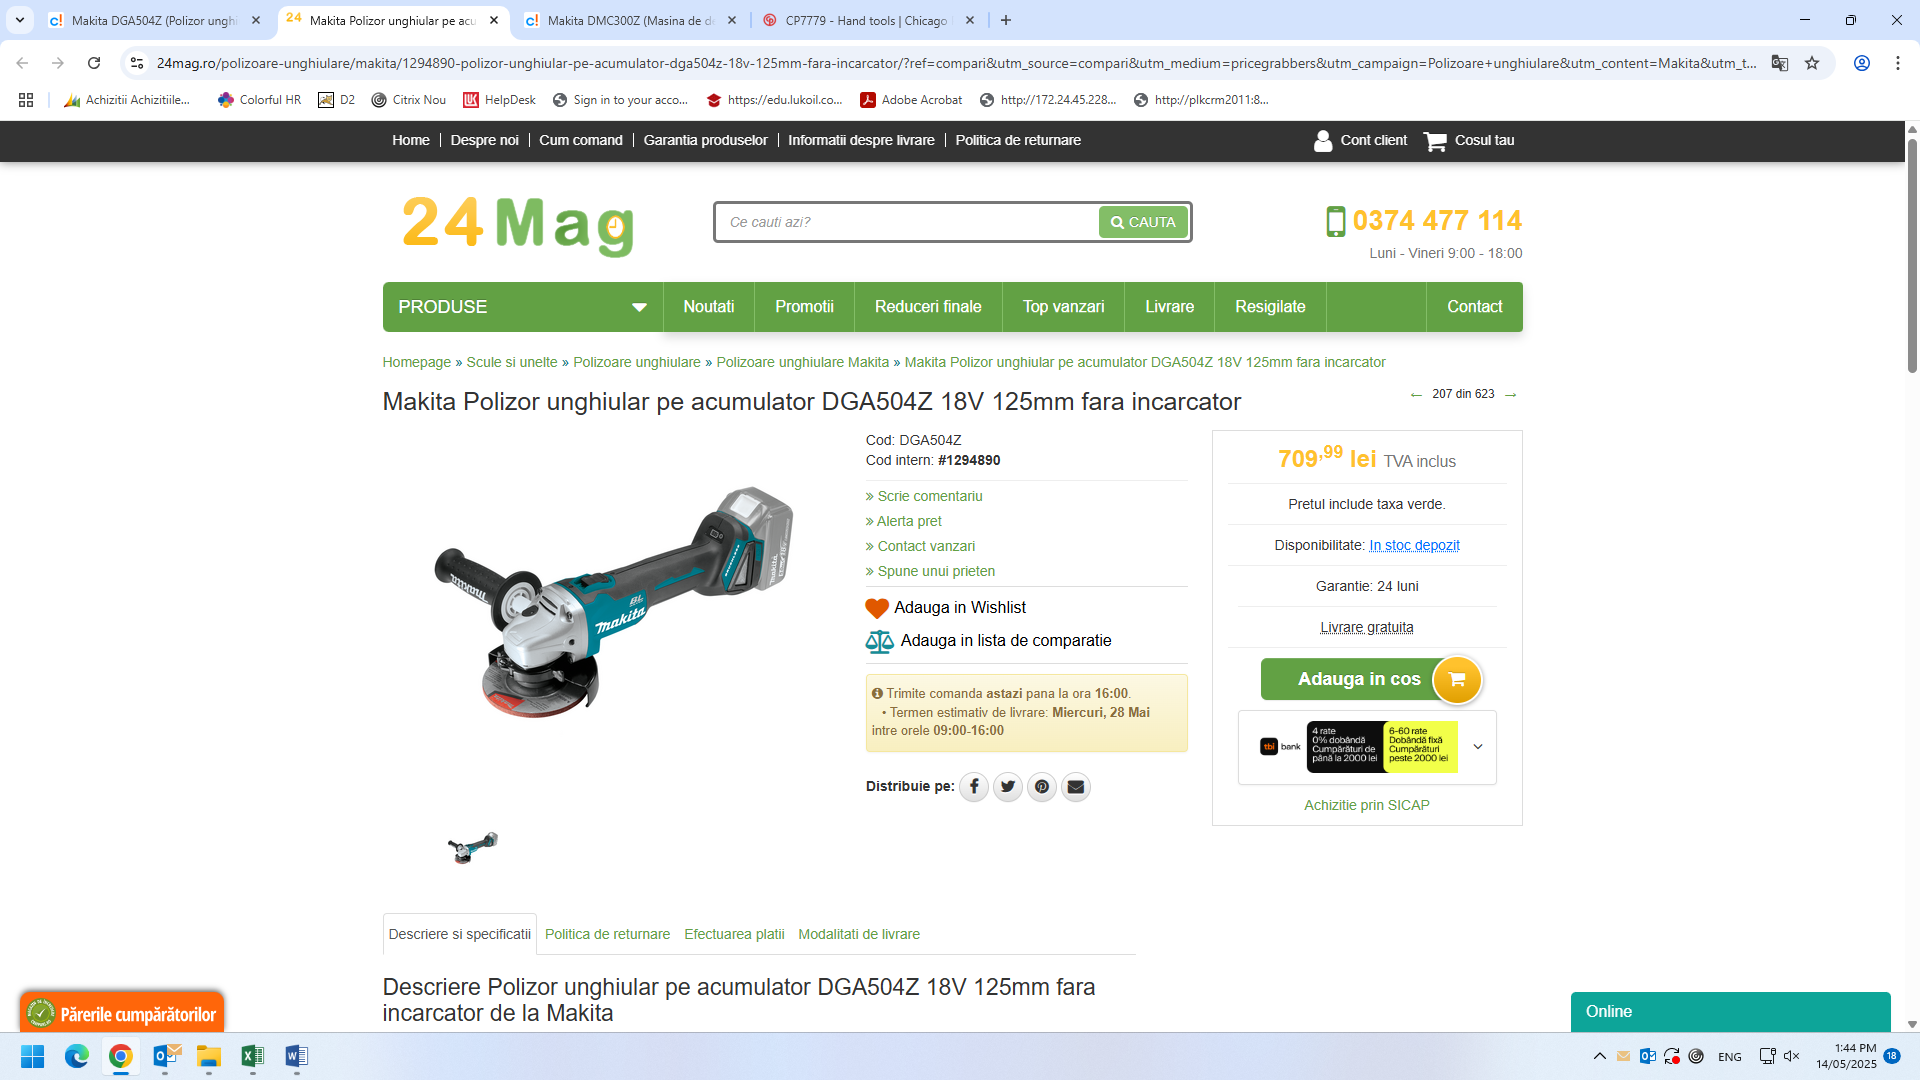 Makita DGA504Z (Polizor unghi
Makita Polizor unghiular pe acu
Makita DMC300Z (Masina de de
CP7779 - Hand tools | Chicago
24mag.ro/polizoare-unghiulare/makita/1294890-polizor-unghiular-pe-acumulator-dga504z-18v-125mm-fara-incarcator/?ref=compari&utm_source=compari&utm_medium=pricegrabbers&utm_campaign=Polizoare+unghiulare&utm_content=Makita&utm_t...
Achizitii Achizitiile...
Colorful HR
D2
Citrix Nou
HelpDesk
Sign in to your acco...
https://edu.lukoil.co...
Adobe Acrobat
http://172.24.45.228...
http://plkcrm2011:8...
Home
Despre noi
Cum comand
Garantia produselor
Informatii despre livrare
Politica de returnare
Cont client
Cosul tau
24 Mag
Ce cauti azi?
CAUTA
0374 477 114
Luni - Vineri 9:00 - 18:00
PRODUSE
Noutati
Promotii
Reduceri finale
Top vanzari
Livrare
Resigilate
Contact
Homepage » Scule si unelte » Polizoare unghiulare » Polizoare unghiulare Makita » Makita Polizor unghiular pe acumulator DGA504Z 18V 125mm fara incarcator
Makita Polizor unghiular pe acumulator DGA504Z 18V 125mm fara incarcator
← 207 din 623 →
makita
BL
makita
Cod: DGA504Z
Cod intern: #1294890
» Scrie comentariu
» Alerta pret
» Contact vanzari
» Spune unui prieten
Adauga in Wishlist
Adauga in lista de comparatie
Trimite comanda astazi pana la ora 16:00.
• Termen estimativ de livrare: Miercuri, 28 Mai
intre orele 09:00-16:00
Distribuie pe:
709,99 lei TVA inclus
Pretul include taxa verde.
Disponibilitate: In stoc depozit
Garantie: 24 luni
Livrare gratuita
Adauga in cos
tbi bank
4 rate
0% dobândă
Cumpărături de
până la 2000 lei
6-60 rate
Dobândă fixă
Cumpărături
peste 2000 lei
Achizitie prin SICAP
Descriere si specificatii
Politica de returnare
Efectuarea platii
Modalitati de livrare
Descriere Polizor unghiular pe acumulator DGA504Z 18V 125mm fara
incarcator de la Makita
Părerile cumpărătorilor
Online
ENG
1:44 PM
14/05/2025
18